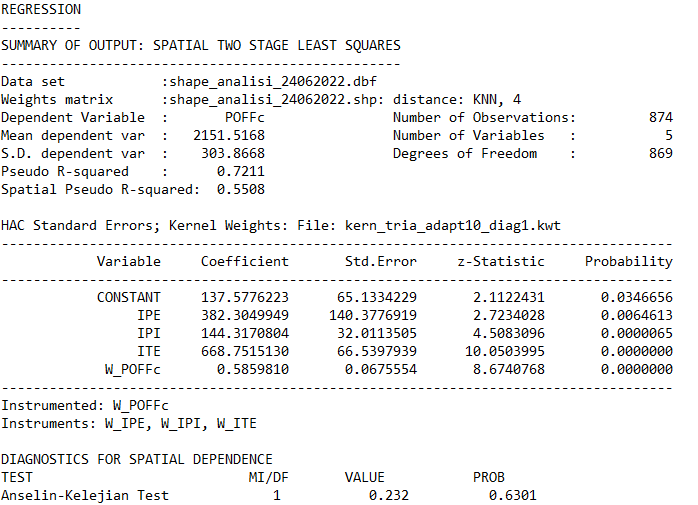 REGRESSION
----------
SUMMARY OF OUTPUT: SPATIAL TWO STAGE LEAST SQUARES
--------------------------------------------------
Data set            :shape_analisi_24062022.dbf
Weights matrix      :shape_analisi_24062022.shp: distance: KNN, 4
Dependent Variable  :       POFFc                Number of Observations:         874
Mean dependent var  :   2151.5168                Number of Variables   :           5
S.D. dependent var  :    303.8668                Degrees of Freedom    :         869
Pseudo R-squared    :      0.7211
Spatial Pseudo R-squared:  0.5508

HAC Standard Errors; Kernel Weights: File: kern_tria_adapt10_diag1.kwt
------------------------------------------------------------------------------------
            Variable     Coefficient       Std.Error     z-Statistic     Probability
------------------------------------------------------------------------------------
            CONSTANT     137.5776223      65.1334229       2.1122431       0.0346656
                 IPE     382.3049949     140.3776919       2.7234028       0.0064613
                 IPI     144.3170804      32.0113505       4.5083096       0.0000065
                 ITE     668.7515130      66.5397939      10.0503995       0.0000000
             W_POFFc       0.5859810       0.0675554       8.6740768       0.0000000
------------------------------------------------------------------------------------
Instrumented: W_POFFc
Instruments: W_IPE, W_IPI, W_ITE

DIAGNOSTICS FOR SPATIAL DEPENDENCE
TEST                           MI/DF       VALUE           PROB
Anselin-Kelejian Test             1           0.232          0.6301